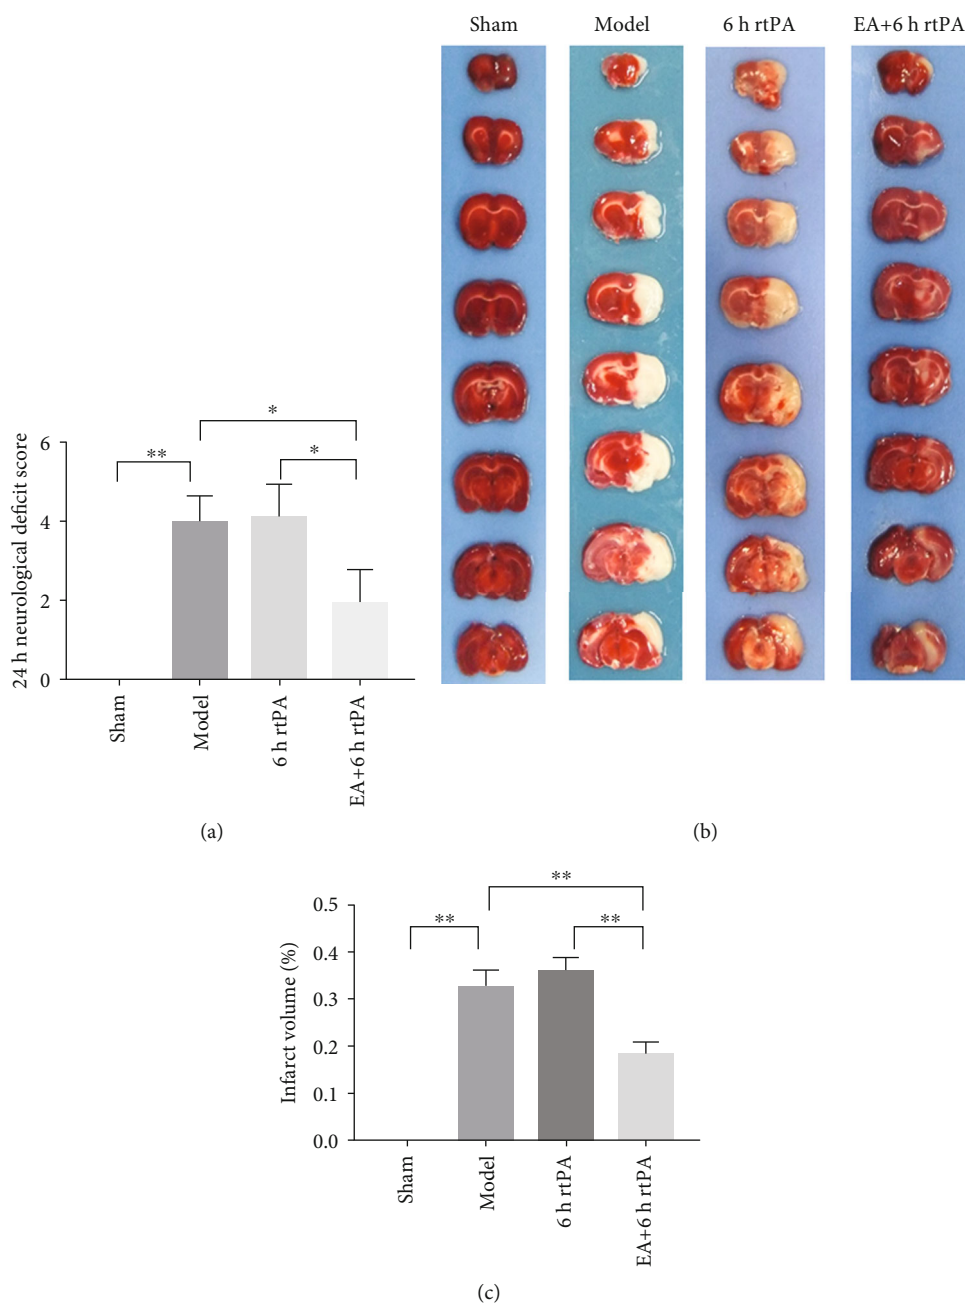 Sham
Model
6 h rtPA
EA+6 h rtPA
24 h neurological deficit score
6
4
2
0
**
*
*
Sham
Model
6 h rtPA
EA+6 h rtPA
(a)
(b)
Infarct volume (%)
0.5
0.4
0.3
0.2
0.1
0.0
**
**
**
Sham
Model
6 h rtPA
EA+6 h rtPA
(c)